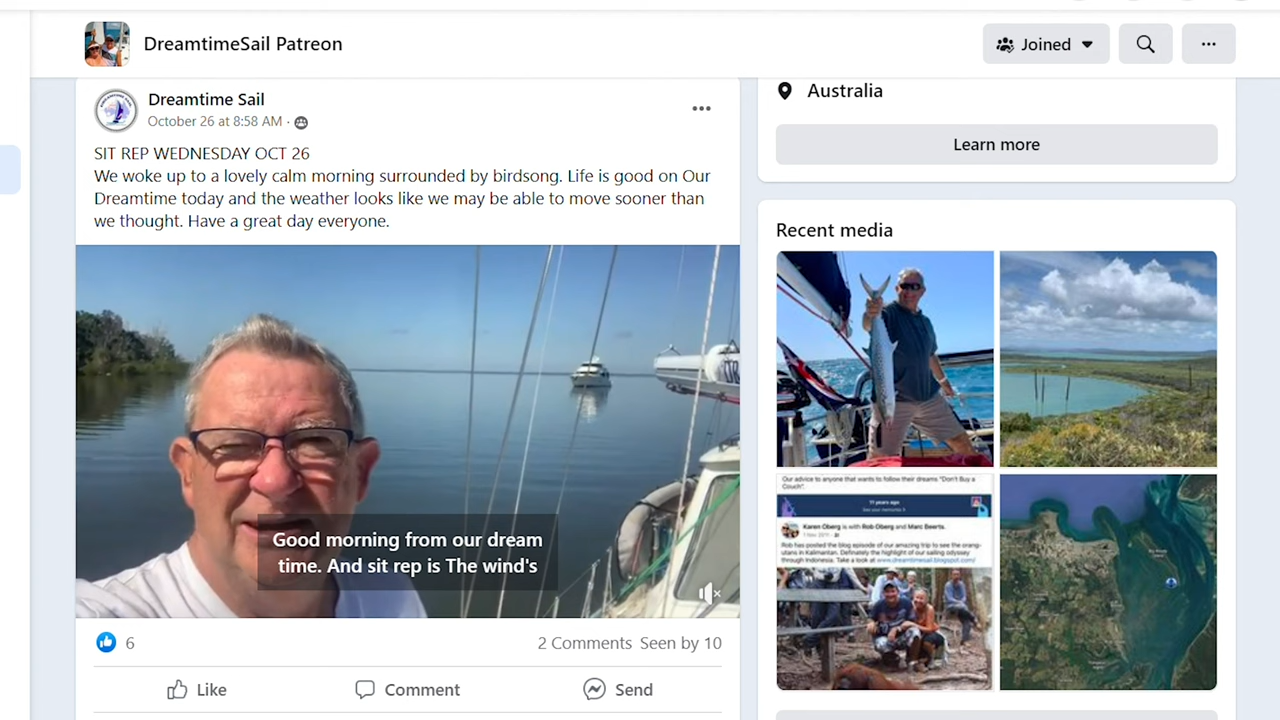 DreamtimeSail Patreon
Joined
Dreamtime Sail
October 26 at 8:58 AM ·
SIT REP WEDNESDAY OCT 26
We woke up to a lovely calm morning surrounded by birdsong. Life is good on Our
Dreamtime today and the weather looks like we may be able to move sooner than
we thought. Have a great day everyone.
Good morning from our dream
time. And sit rep is The wind's
6
2 Comments Seen by 10
Like
Comment
Send
Australia
Learn more
Recent media
Our advice to anyone that wants to follow their dreams "Don't Buy a
Couch".
11 years ago
See your memories
Karen Oberg is with Rob Oberg and Marc Beerts.
Rob has posted the blog episode of our amazing trip to see the orang-
utans in Kalimantan. Definately the highlight of our sailing odyssey
through Indonesia. Take a look at www.dreamtimesail.blogspot.com/